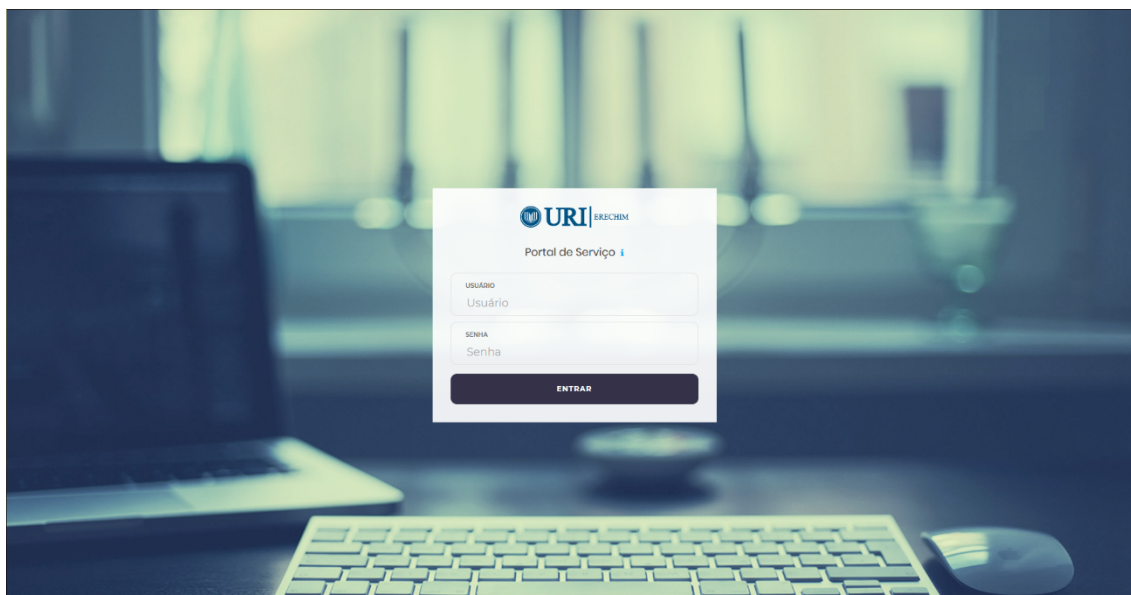 URI ERECHIM
Portal de Serviço i
USUÁRIO
Usuário
SENHA
Senha
ENTRAR